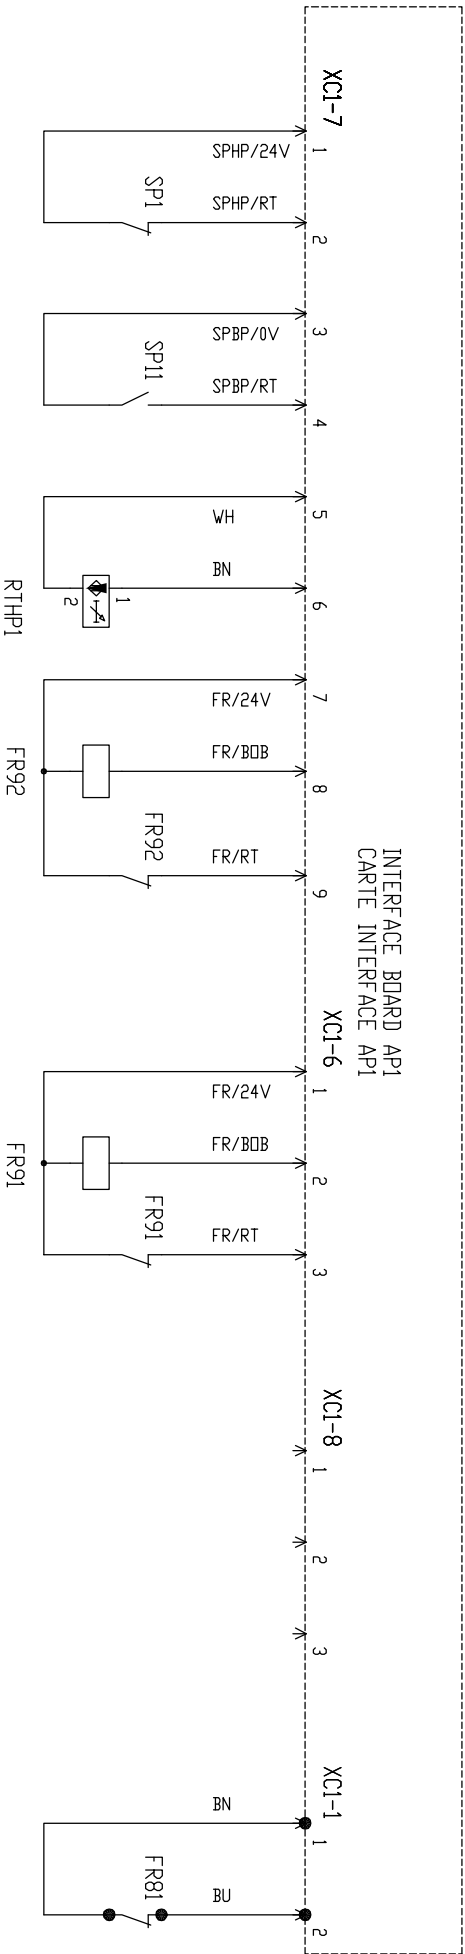 INTERFACE BOARD AP1
CARTE INTERFACE AP1
XC1-7
1
2
3
4
5
6
7
8
9
SPHP/24V
SPHP/RT
SP1
SPBP/0V
SPBP/RT
SP11
WH
BN
1
2
RTHP1
FR/24V
FR/BOB
FR/RT
FR92
FR92
XC1-6
1
2
3
FR/24V
FR/BOB
FR/RT
FR91
FR91
XC1-8
1
2
3
XC1-1
1
2
BN
BU
FR81